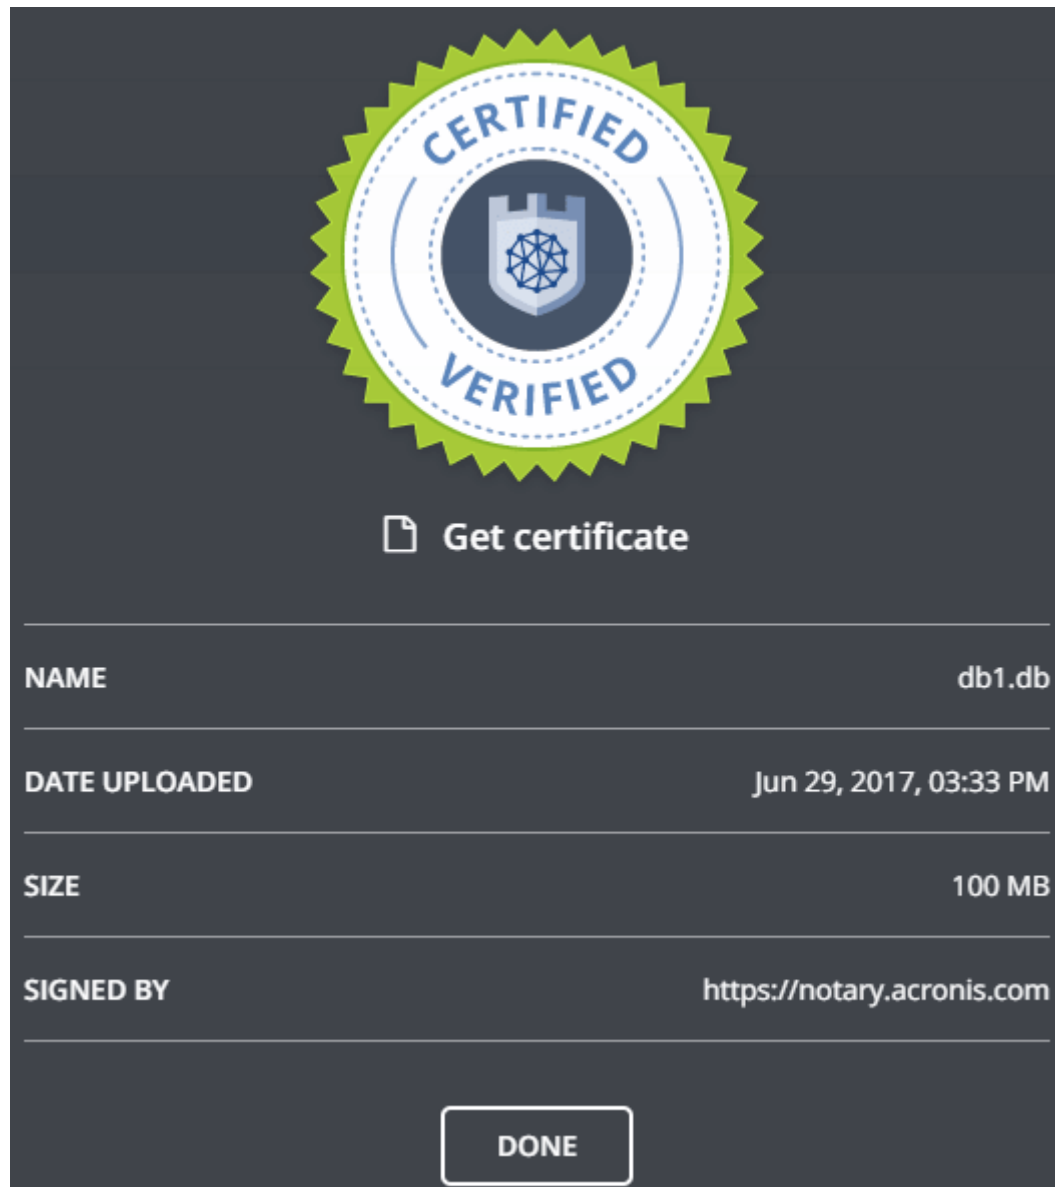 CERTIFIED
VERIFIED
Get certificate
NAME db1.db
DATE UPLOADED Jun 29, 2017, 03:33 PM
SIZE 100 MB
SIGNED BY https://notary.acronis.com
DONE